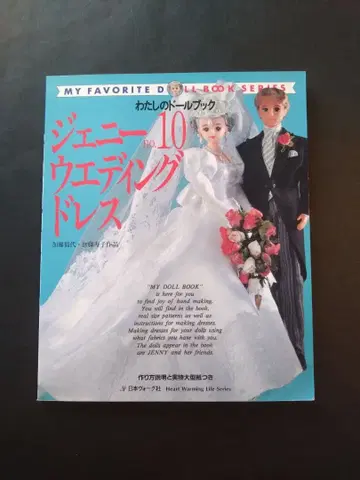 MY FAVORITE DOLL BOOK SERIES
わたしのドールブック
ジェニー
NO.10
ウエディング
ドレス
"MY DOLL BOOK"
is here for you
to find joy of hand making.
You will find in the book,
real size patterns as well as
instructions for making dresses.
Making dresses for your dolls using
what fabrics you have with you.
The dolls appear in the book
are JENNY and her friends.
作り方説明と実物大型紙つき
日本ヴォーグ社 Heart Warming Life Series